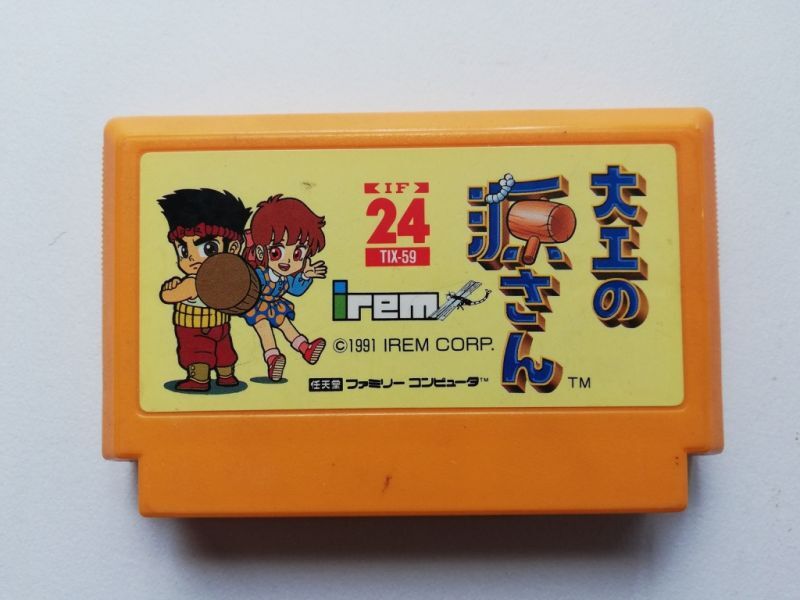 大工の
源さん
TM
IF
24
TIX-59
irem
©1991 IREM CORP.
任天堂 ファミリー コンピュータ™